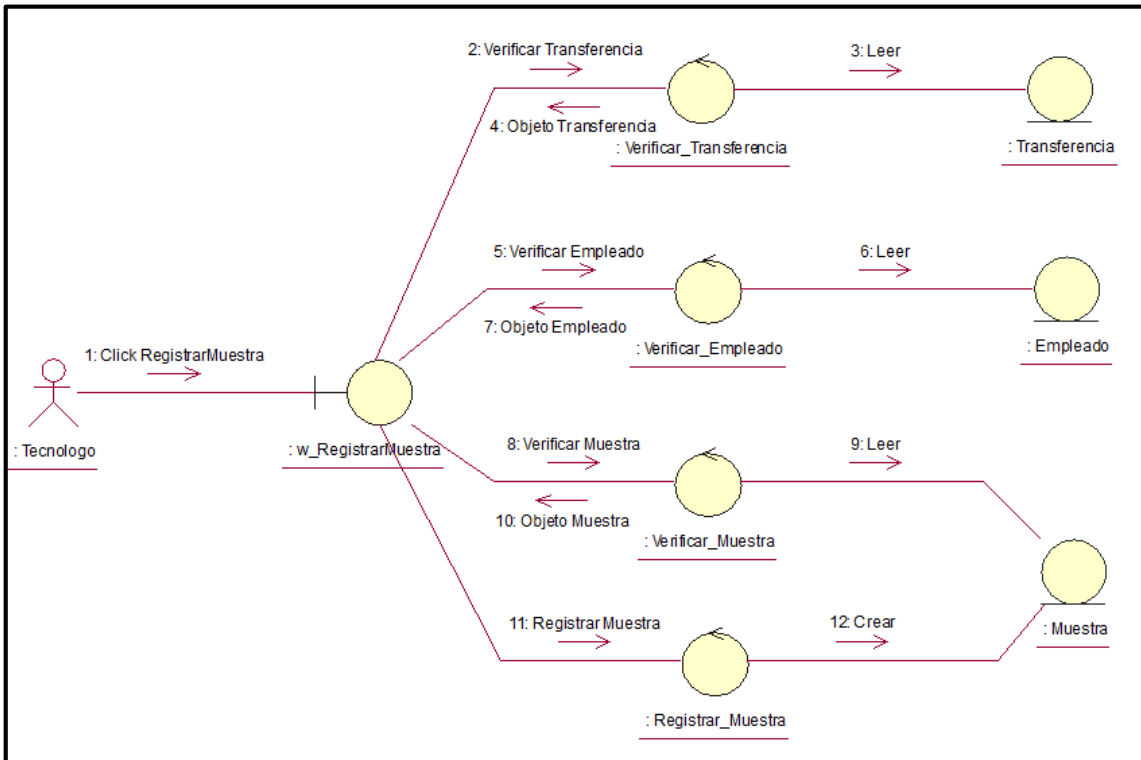 2: Verificar Transferencia
3: Leer
4: Objeto Transferencia
: Verificar_Transferencia
: Transferencia
5: Verificar Empleado
6: Leer
7: Objeto Empleado
: Verificar_Empleado
: Empleado
1: Click RegistrarMuestra
: Tecnologo
: w_RegistrarMuestra
8: Verificar Muestra
9: Leer
10: Objeto Muestra
: Verificar_Muestra
11: Registrar Muestra
12: Crear
: Muestra
: Registrar_Muestra